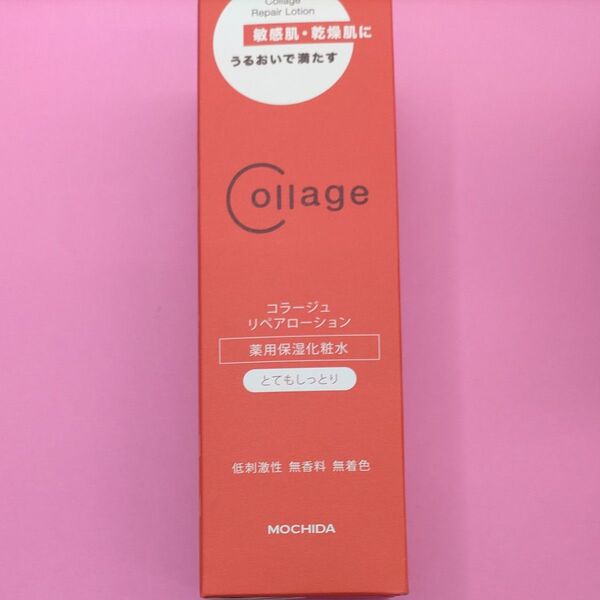 Collage
Repair Lotion
敏感肌・乾燥肌に
うるおいで満たす
Collage
コラージュ
リペアローション
薬用保湿化粧水
とてもしっとり
低刺激性 無香料 無着色
MOCHIDA